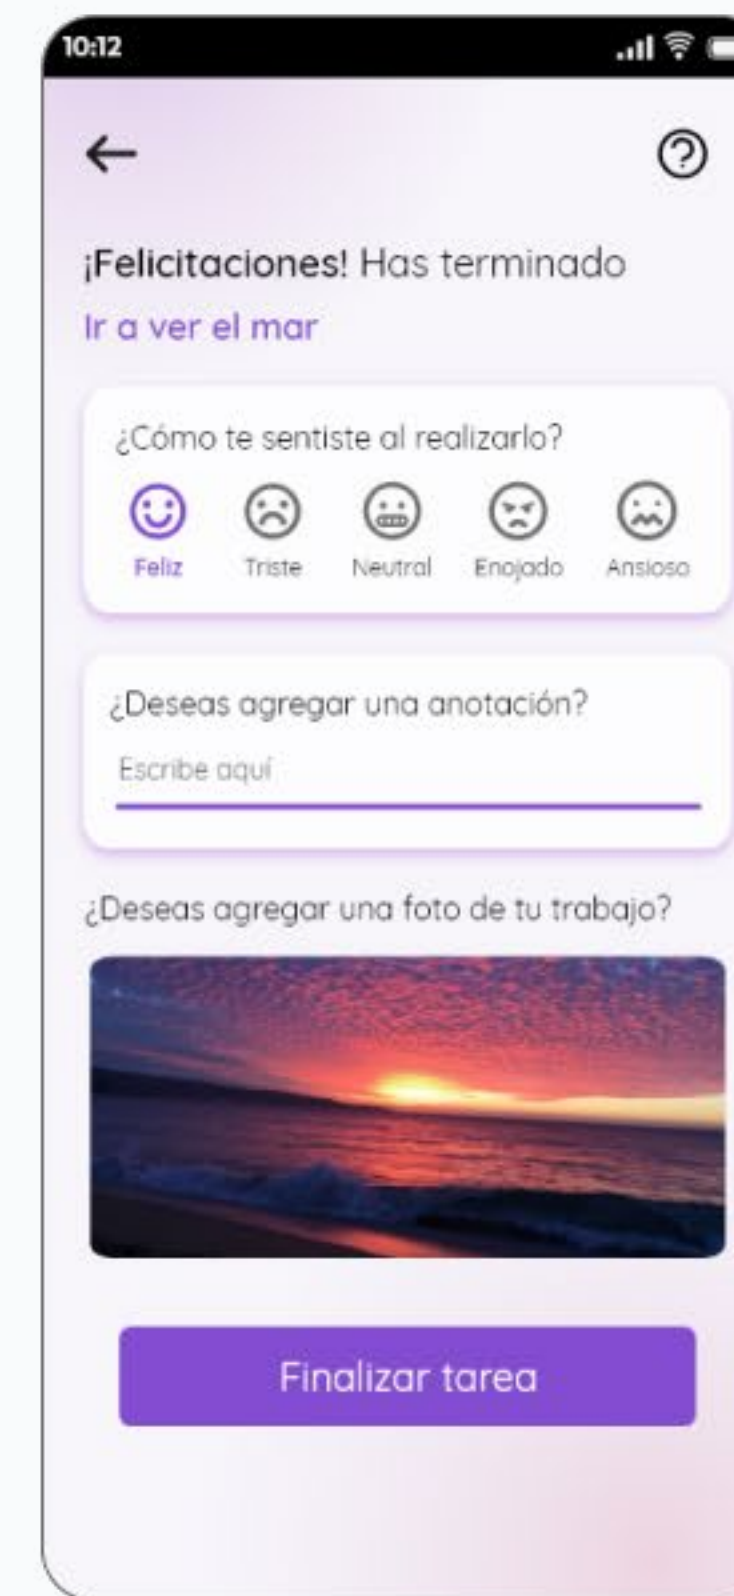 10:12
¡Felicitaciones! Has terminado
Ir a ver el mar
¿Cómo te sentiste al realizarlo?
Feliz Triste Neutral Enojado Ansioso
¿Deseas agregar una anotación?
Escribe aquí
¿Deseas agregar una foto de tu trabajo?
Finalizar tarea